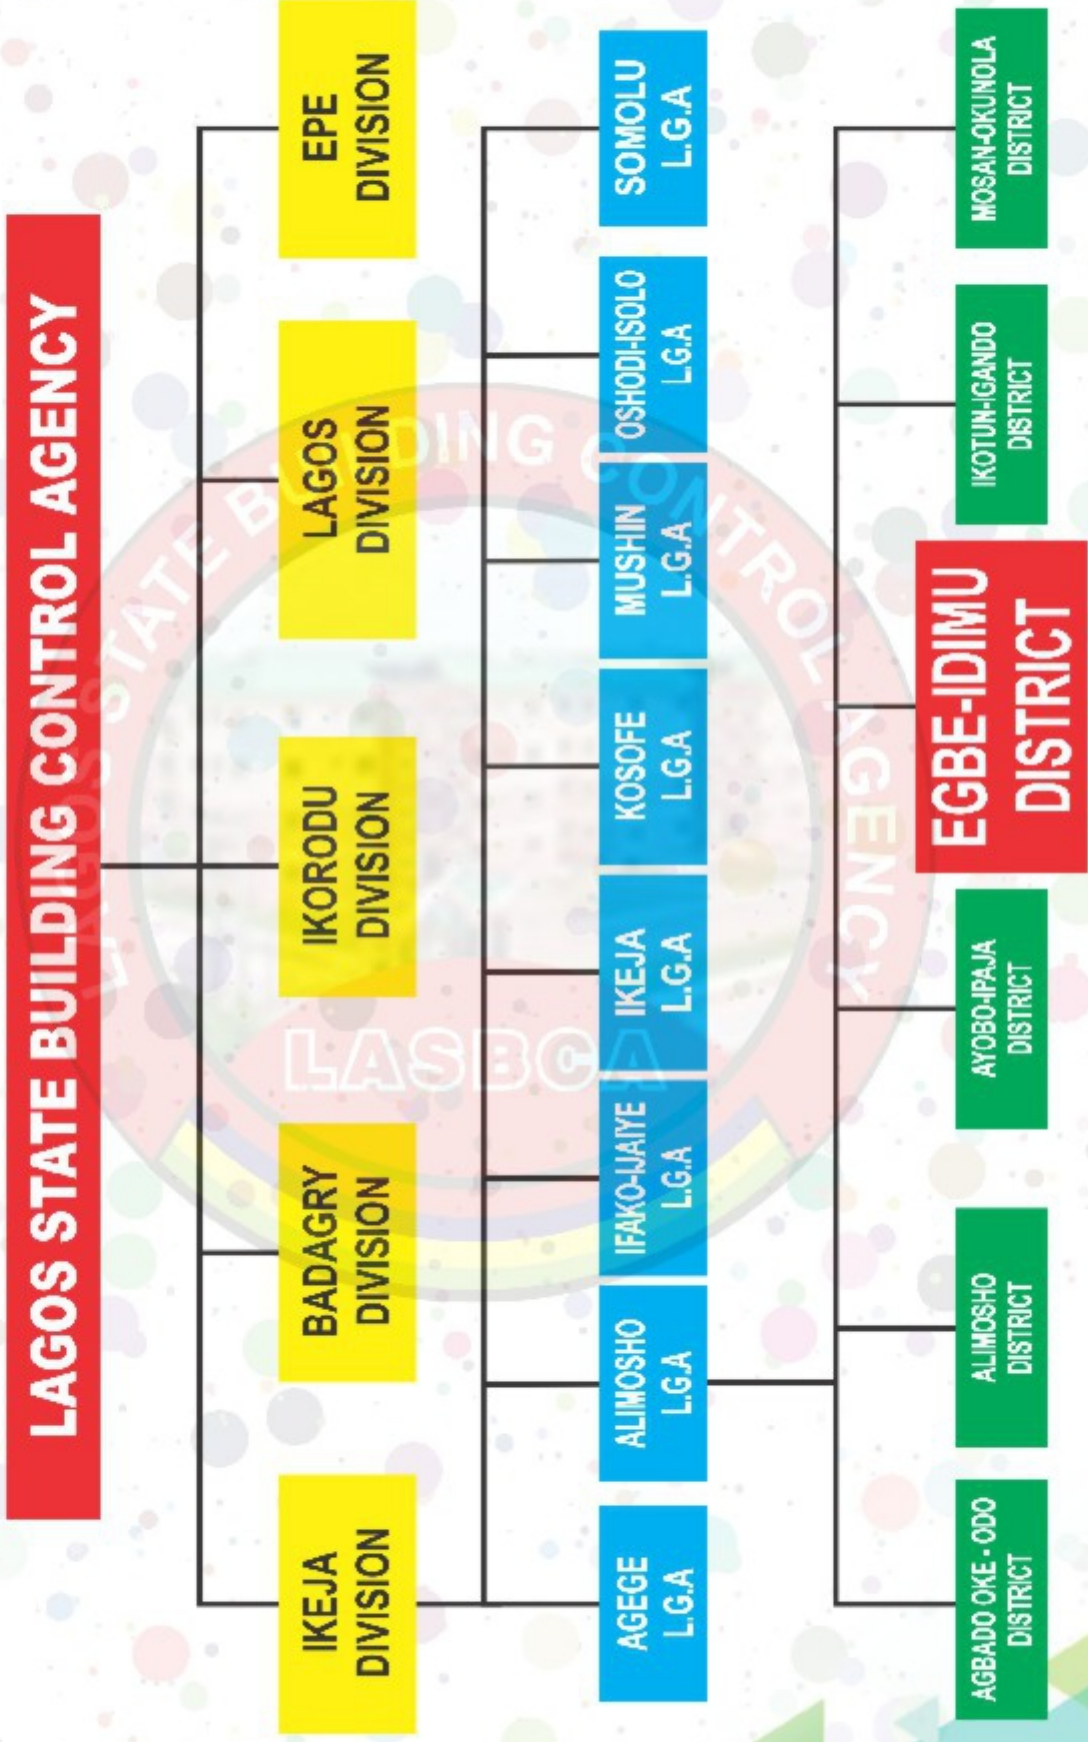 LAGOS STATE BUILDING CONTROL AGENCY
IKEJA
DIVISION
BADAGRY
DIVISION
IKORODU
DIVISION
LAGOS
DIVISION
EPE
DIVISION
AGEGE
L.G.A
ALIMOSHO
L.G.A
IFAKO-IJAIYE
L.G.A
IKEJA
L.G.A
KOSOFE
L.G.A
MUSHIN
L.G.A
OSHODI-ISOLO
L.G.A
SOMOLU
L.G.A
AGBADO OKE - ODO
DISTRICT
ALIMOSHO
DISTRICT
AYOBO-IPAJA
DISTRICT
EGBE-IDIMU
DISTRICT
IKOTUN-IGANDO
DISTRICT
MOSAN-OKUNOLA
DISTRICT
LAGOS STATE BUILDING CONTROL AGENCY
LASBCA